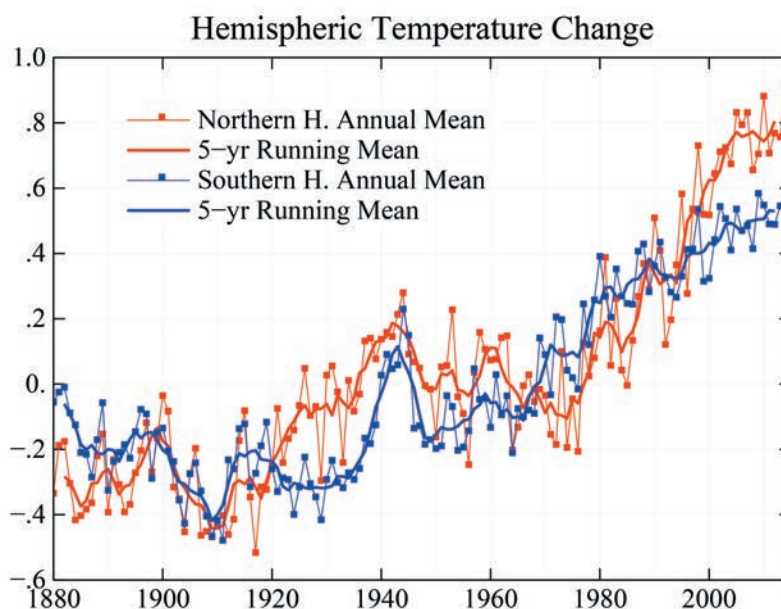 Hemispheric Temperature Change
1.0
.8
.6
.4
.2
0.
−.2
−.4
−.6
Northern H. Annual Mean
5−yr Running Mean
Southern H. Annual Mean
5−yr Running Mean
1880 1900 1920 1940 1960 1980 2000